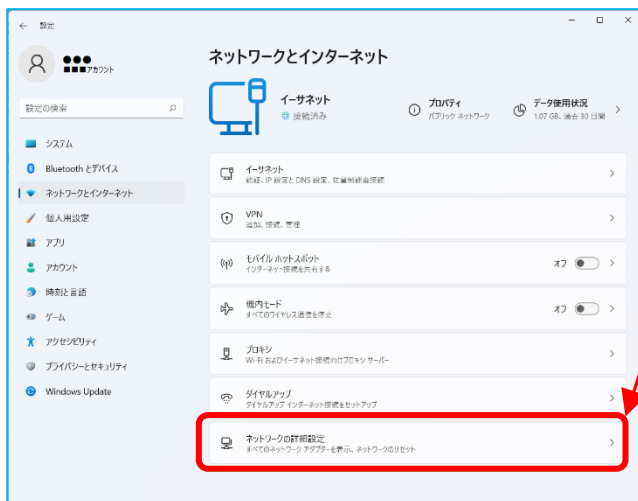 設定
●●●
■■■アカウント
設定の検索
システム
Bluetooth とデバイス
ネットワークとインターネット
個人用設定
アプリ
アカウント
時刻と言語
ゲーム
アクセシビリティ
プライバシーとセキュリティ
Windows Update
ネットワークとインターネット
イーサネット
接続済み
プロパティ
パブリック ネットワーク
データ使用状況
1.07 GB、過去 30 日間
イーサネット
認証、IP 設定と DNS 設定、従量制課金接続
VPN
追加、接続、管理
モバイル ホットスポット
インターネット接続を共有する
オフ
機内モード
すべてのワイヤレス通信を停止
オフ
プロキシ
Wi-Fi およびイーサネット接続向けプロキシ サーバー
ダイヤルアップ
ダイヤルアップ インターネット接続をセットアップ
ネットワークの詳細設定
すべてのネットワーク アダプターを表示、ネットワークのリセット